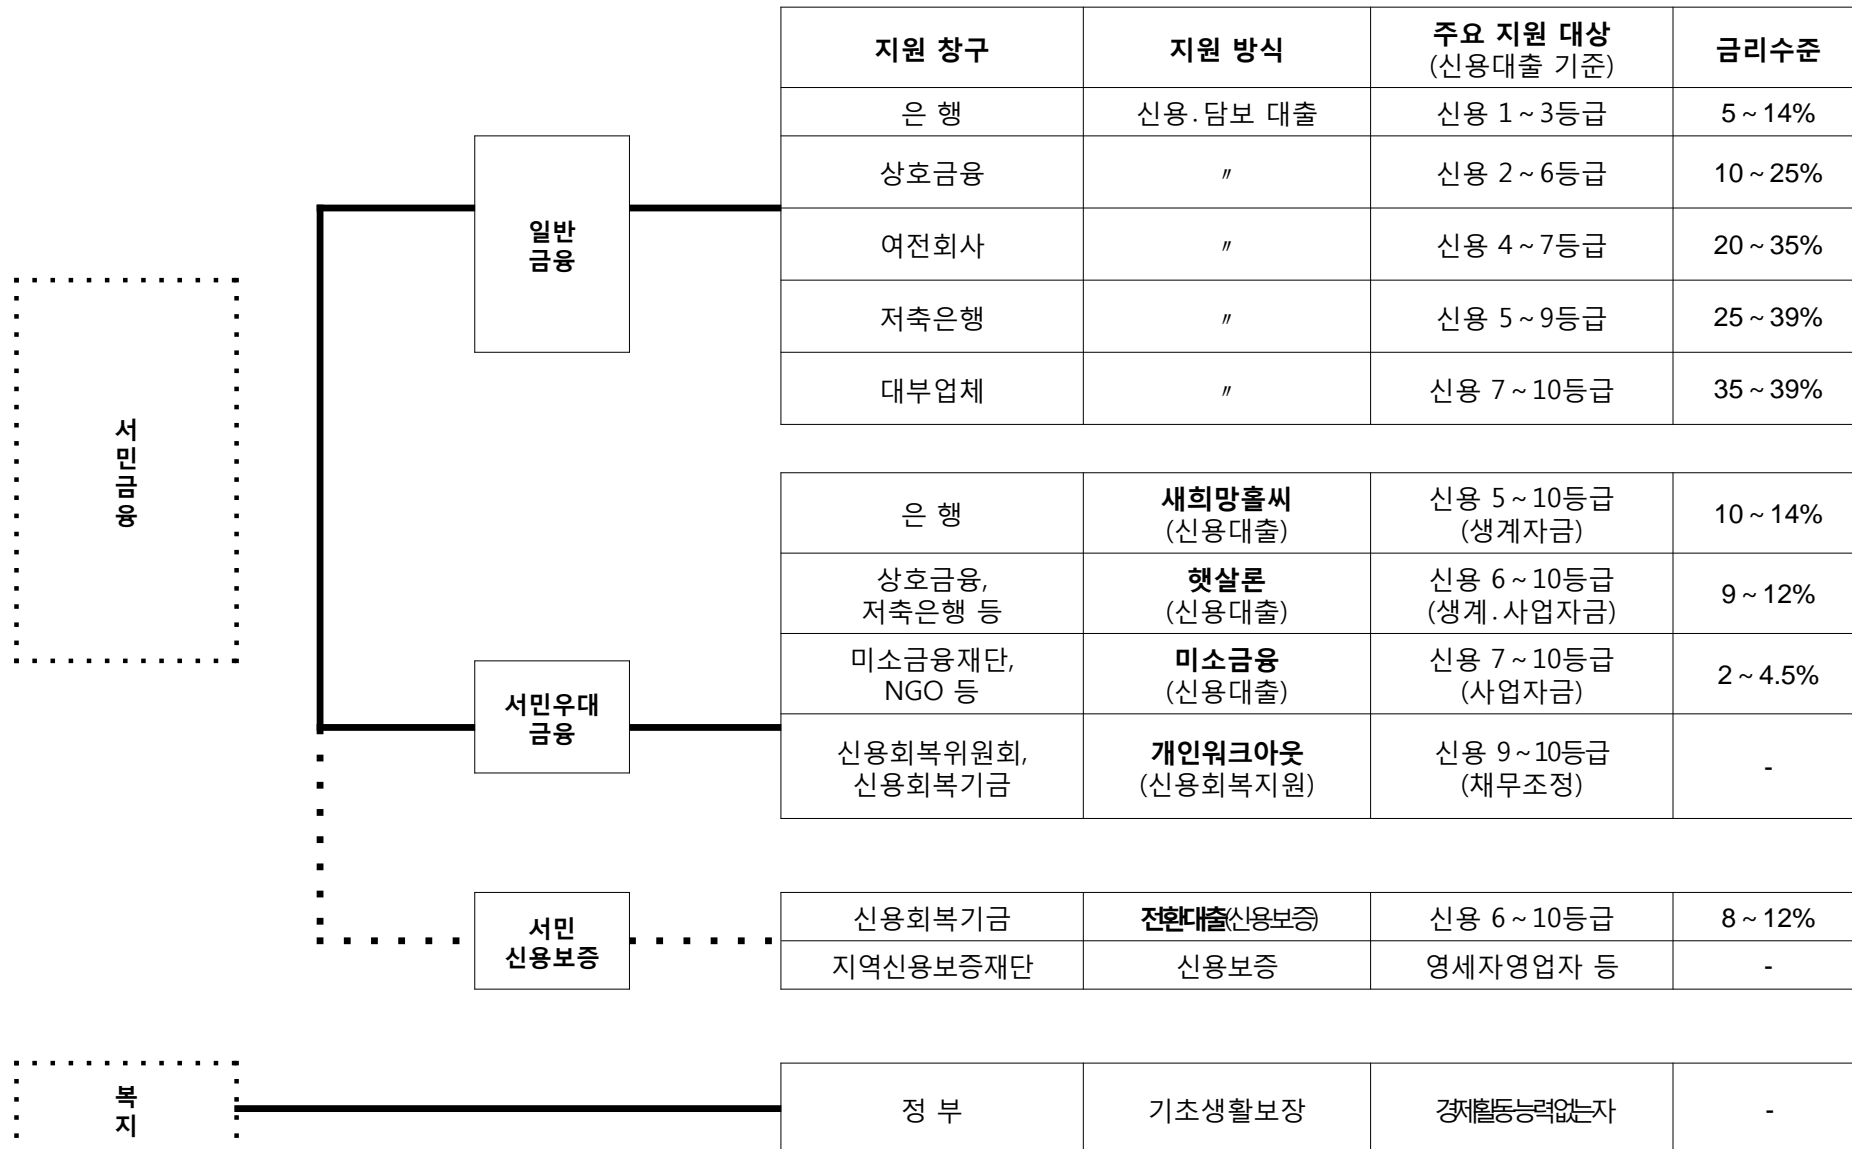 지원 창구 지원 방식 주요 지원 대상 금리수준
(신용대출 기준)
은 행 신용.담보 대출 신용 1~3등급 5~14%
상호금융 〃 신용 2~6등급 10~25%
일반
금융
여전회사 〃 신용 4~7등급 20~35%
저축은행 〃 신용 5~9등급 25~39%
대부업체 〃 신용 7~10등급 35~39%
서
민
금
융
은 행 새희망홀씨 신용 5~10등급 10~14%
(신용대출) (생계자금)
상호금융, 햇살론 신용 6~10등급 9~12%
저축은행 등 (신용대출) (생계.사업자금)
미소금융재단, 미소금융 신용 7~10등급 2~4.5%
NGO 등 (신용대출) (사업자금)
서민우대
금융
신용회복위원회, 개인워크아웃 신용 9~10등급 -
신용회복기금 (신용회복지원) (채무조정)
서민
신용보증
신용회복기금 전환대출(신용보증) 신용 6~10등급 8~12%
지역신용보증재단 신용보증 영세자영업자 등 -
복
지
정 부 기초생활보장 경제활동능력없는자 -